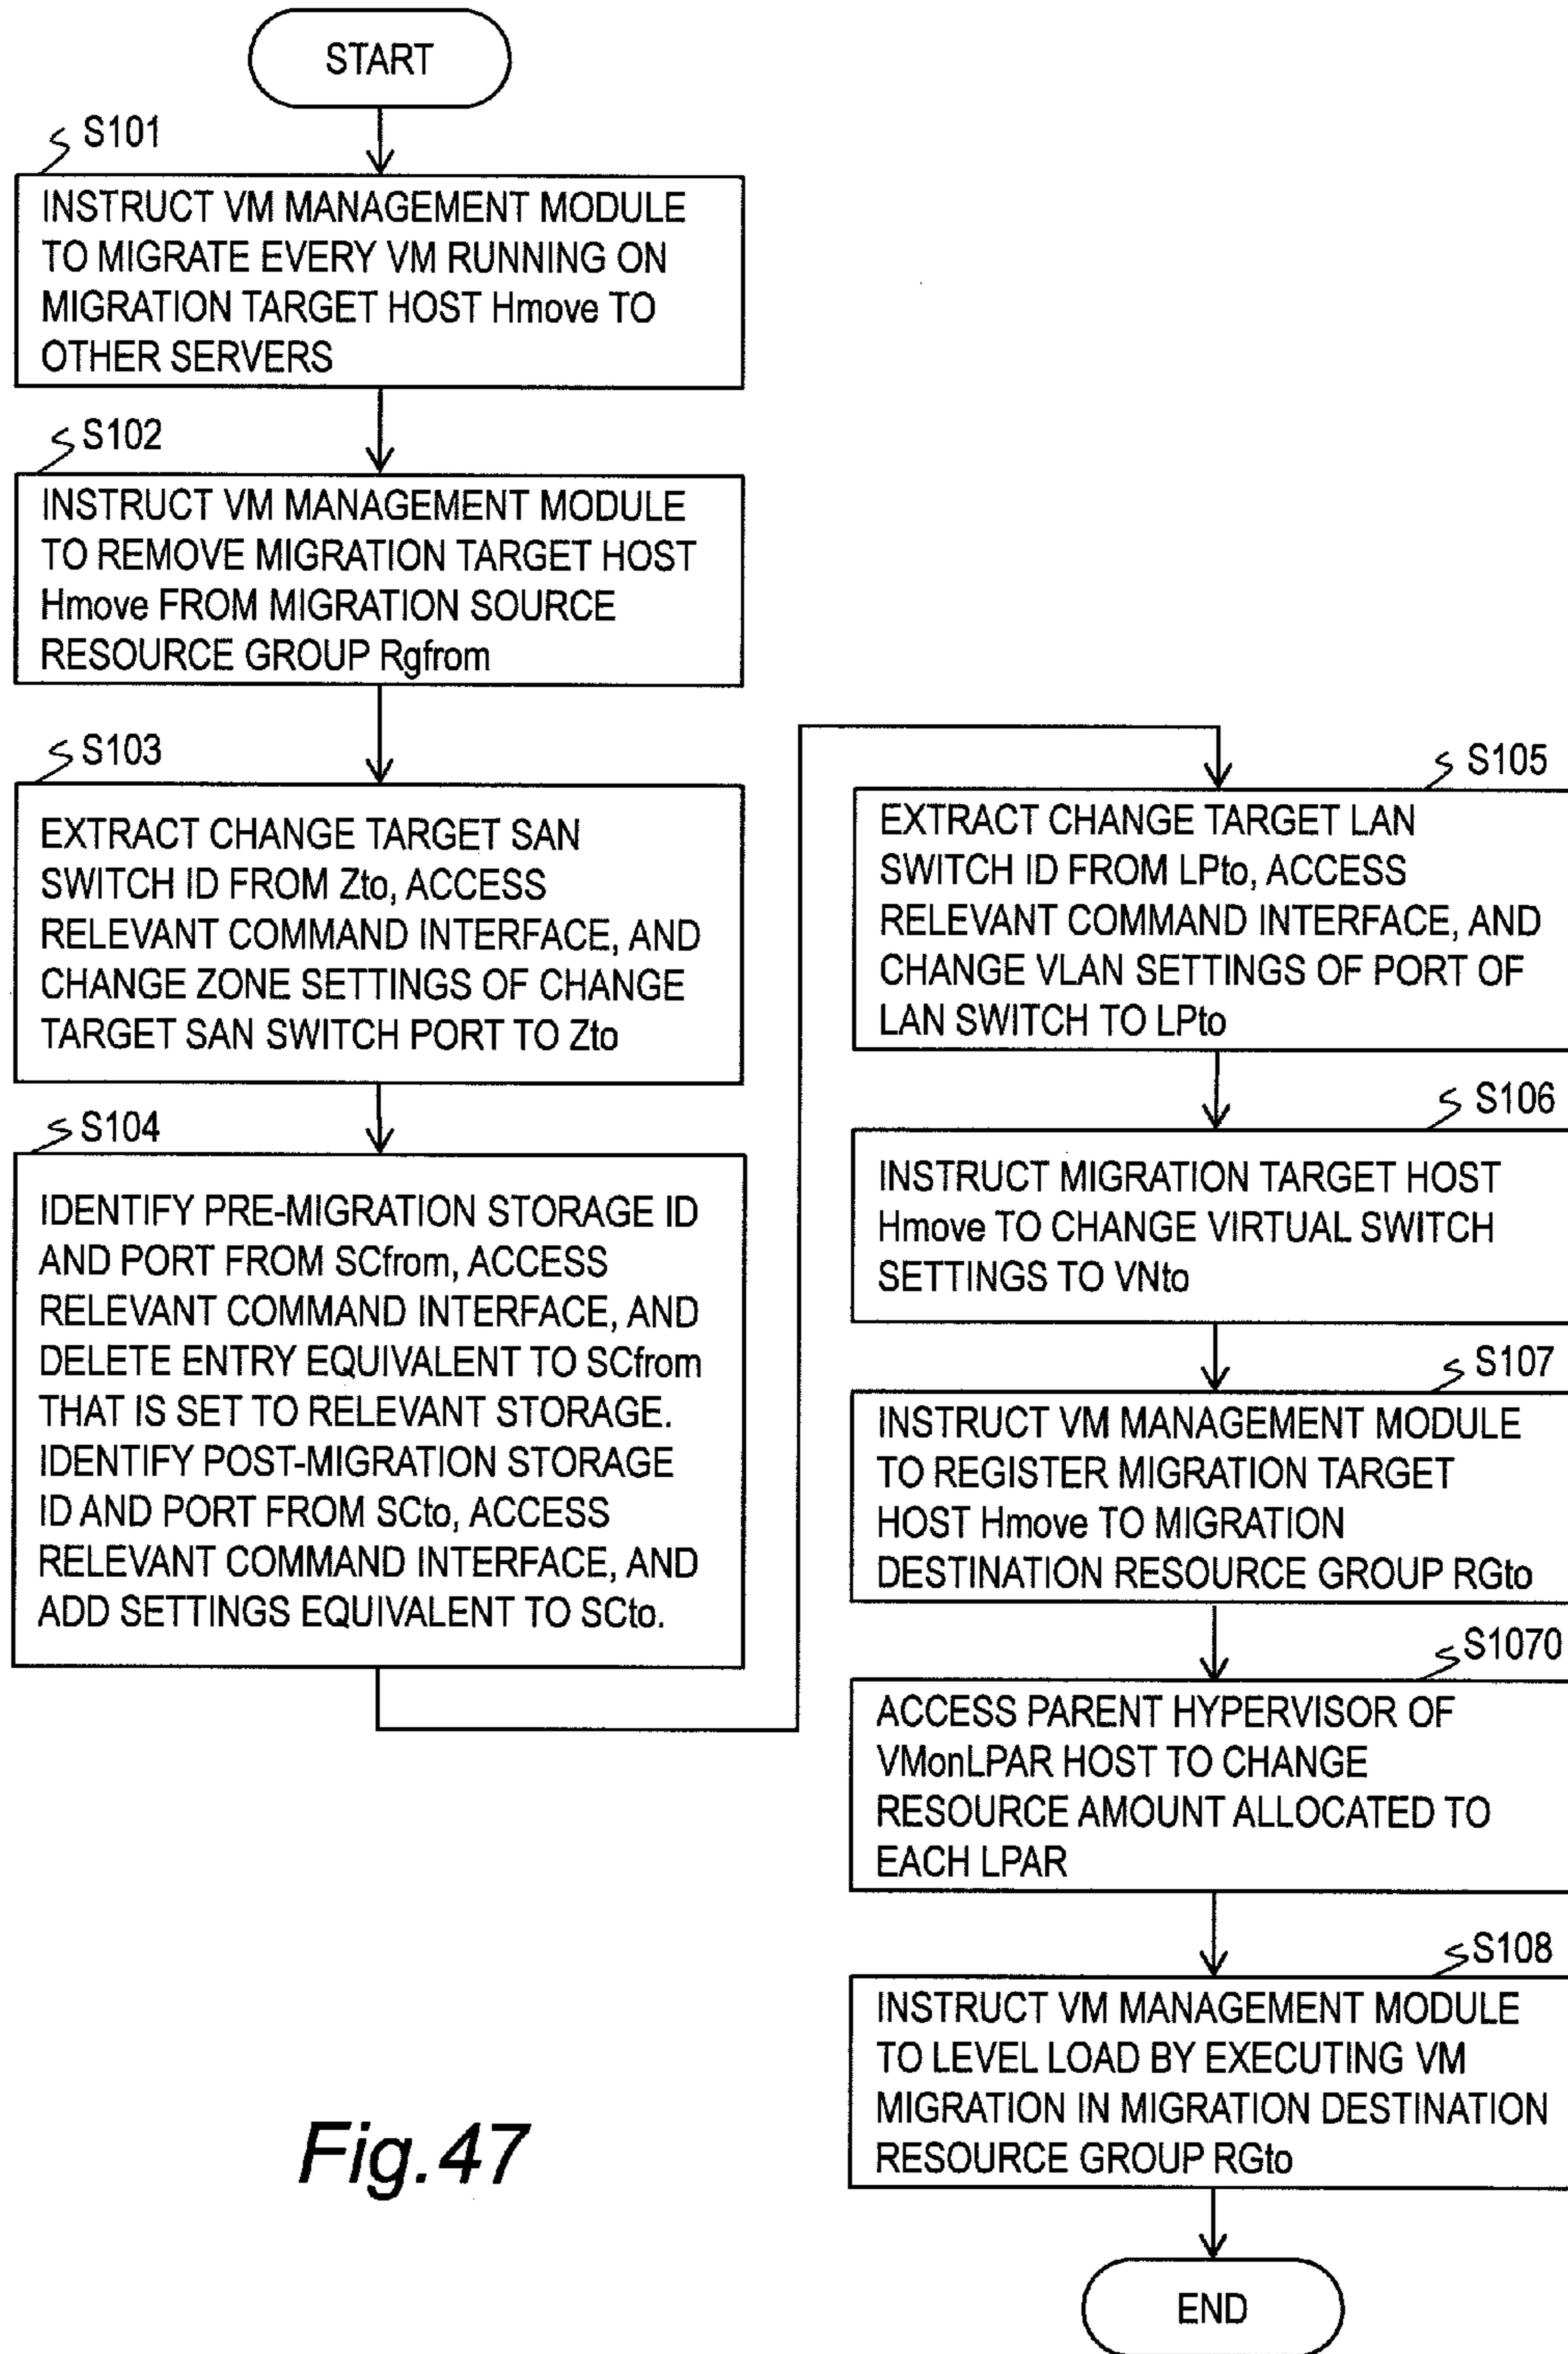 START
S101
INSTRUCT VM MANAGEMENT MODULE
TO MIGRATE EVERY VM RUNNING ON
MIGRATION TARGET HOST Hmove TO
OTHER SERVERS
S102
INSTRUCT VM MANAGEMENT MODULE
TO REMOVE MIGRATION TARGET HOST
Hmove FROM MIGRATION SOURCE
RESOURCE GROUP Rgfrom
S103
EXTRACT CHANGE TARGET SAN
SWITCH ID FROM Zto, ACCESS
RELEVANT COMMAND INTERFACE, AND
CHANGE ZONE SETTINGS OF CHANGE
TARGET SAN SWITCH PORT TO Zto
S104
IDENTIFY PRE-MIGRATION STORAGE ID
AND PORT FROM SCfrom, ACCESS
RELEVANT COMMAND INTERFACE, AND
DELETE ENTRY EQUIVALENT TO SCfrom
THAT IS SET TO RELEVANT STORAGE.
IDENTIFY POST-MIGRATION STORAGE
ID AND PORT FROM SCto, ACCESS
RELEVANT COMMAND INTERFACE, AND
ADD SETTINGS EQUIVALENT TO SCto.
S105
EXTRACT CHANGE TARGET LAN
SWITCH ID FROM LPto, ACCESS
RELEVANT COMMAND INTERFACE, AND
CHANGE VLAN SETTINGS OF PORT OF
LAN SWITCH TO LPto
S106
INSTRUCT MIGRATION TARGET HOST
Hmove TO CHANGE VIRTUAL SWITCH
SETTINGS TO VNto
S107
INSTRUCT VM MANAGEMENT MODULE
TO REGISTER MIGRATION TARGET
HOST Hmove TO MIGRATION
DESTINATION RESOURCE GROUP RGto
S1070
ACCESS PARENT HYPERVISOR OF
VMonLPAR HOST TO CHANGE
RESOURCE AMOUNT ALLOCATED TO
EACH LPAR
S108
INSTRUCT VM MANAGEMENT MODULE
TO LEVEL LOAD BY EXECUTING VM
MIGRATION IN MIGRATION DESTINATION
RESOURCE GROUP RGto
END
Fig.47